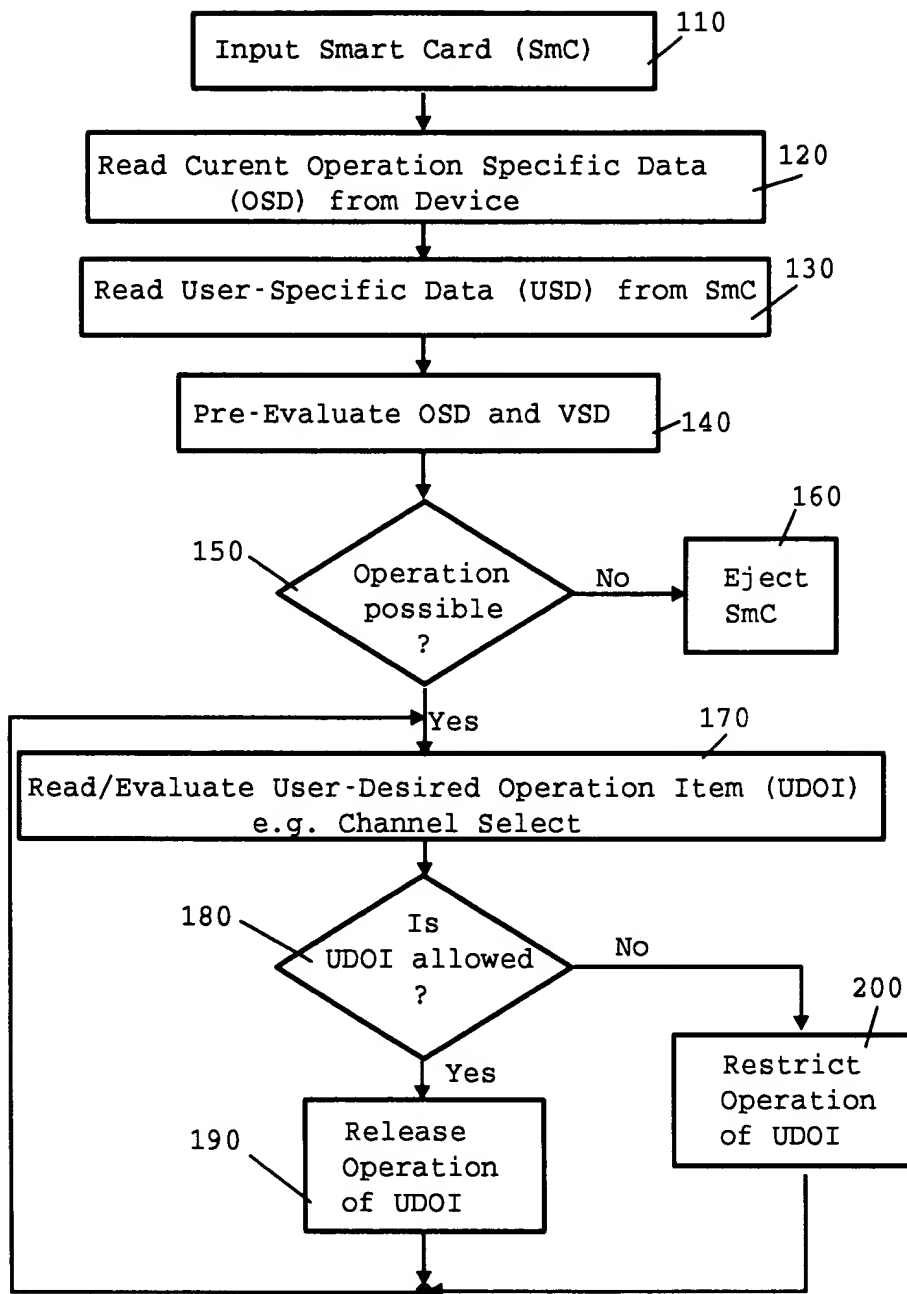 Input Smart Card (SmC)
110
Read Curent Operation Specific Data
(OSD) from Device
120
Read User-Specific Data (USD) from SmC
130
Pre-Evaluate OSD and VSD
140
150
Operation
possible
?
No
160
Eject
SmC
Yes
170
Read/Evaluate User-Desired Operation Item (UDOI)
e.g. Channel Select
180
Is
UDOI allowed
?
No
200
Restrict
Operation
of UDOI
Yes
190
Release
Operation
of UDOI